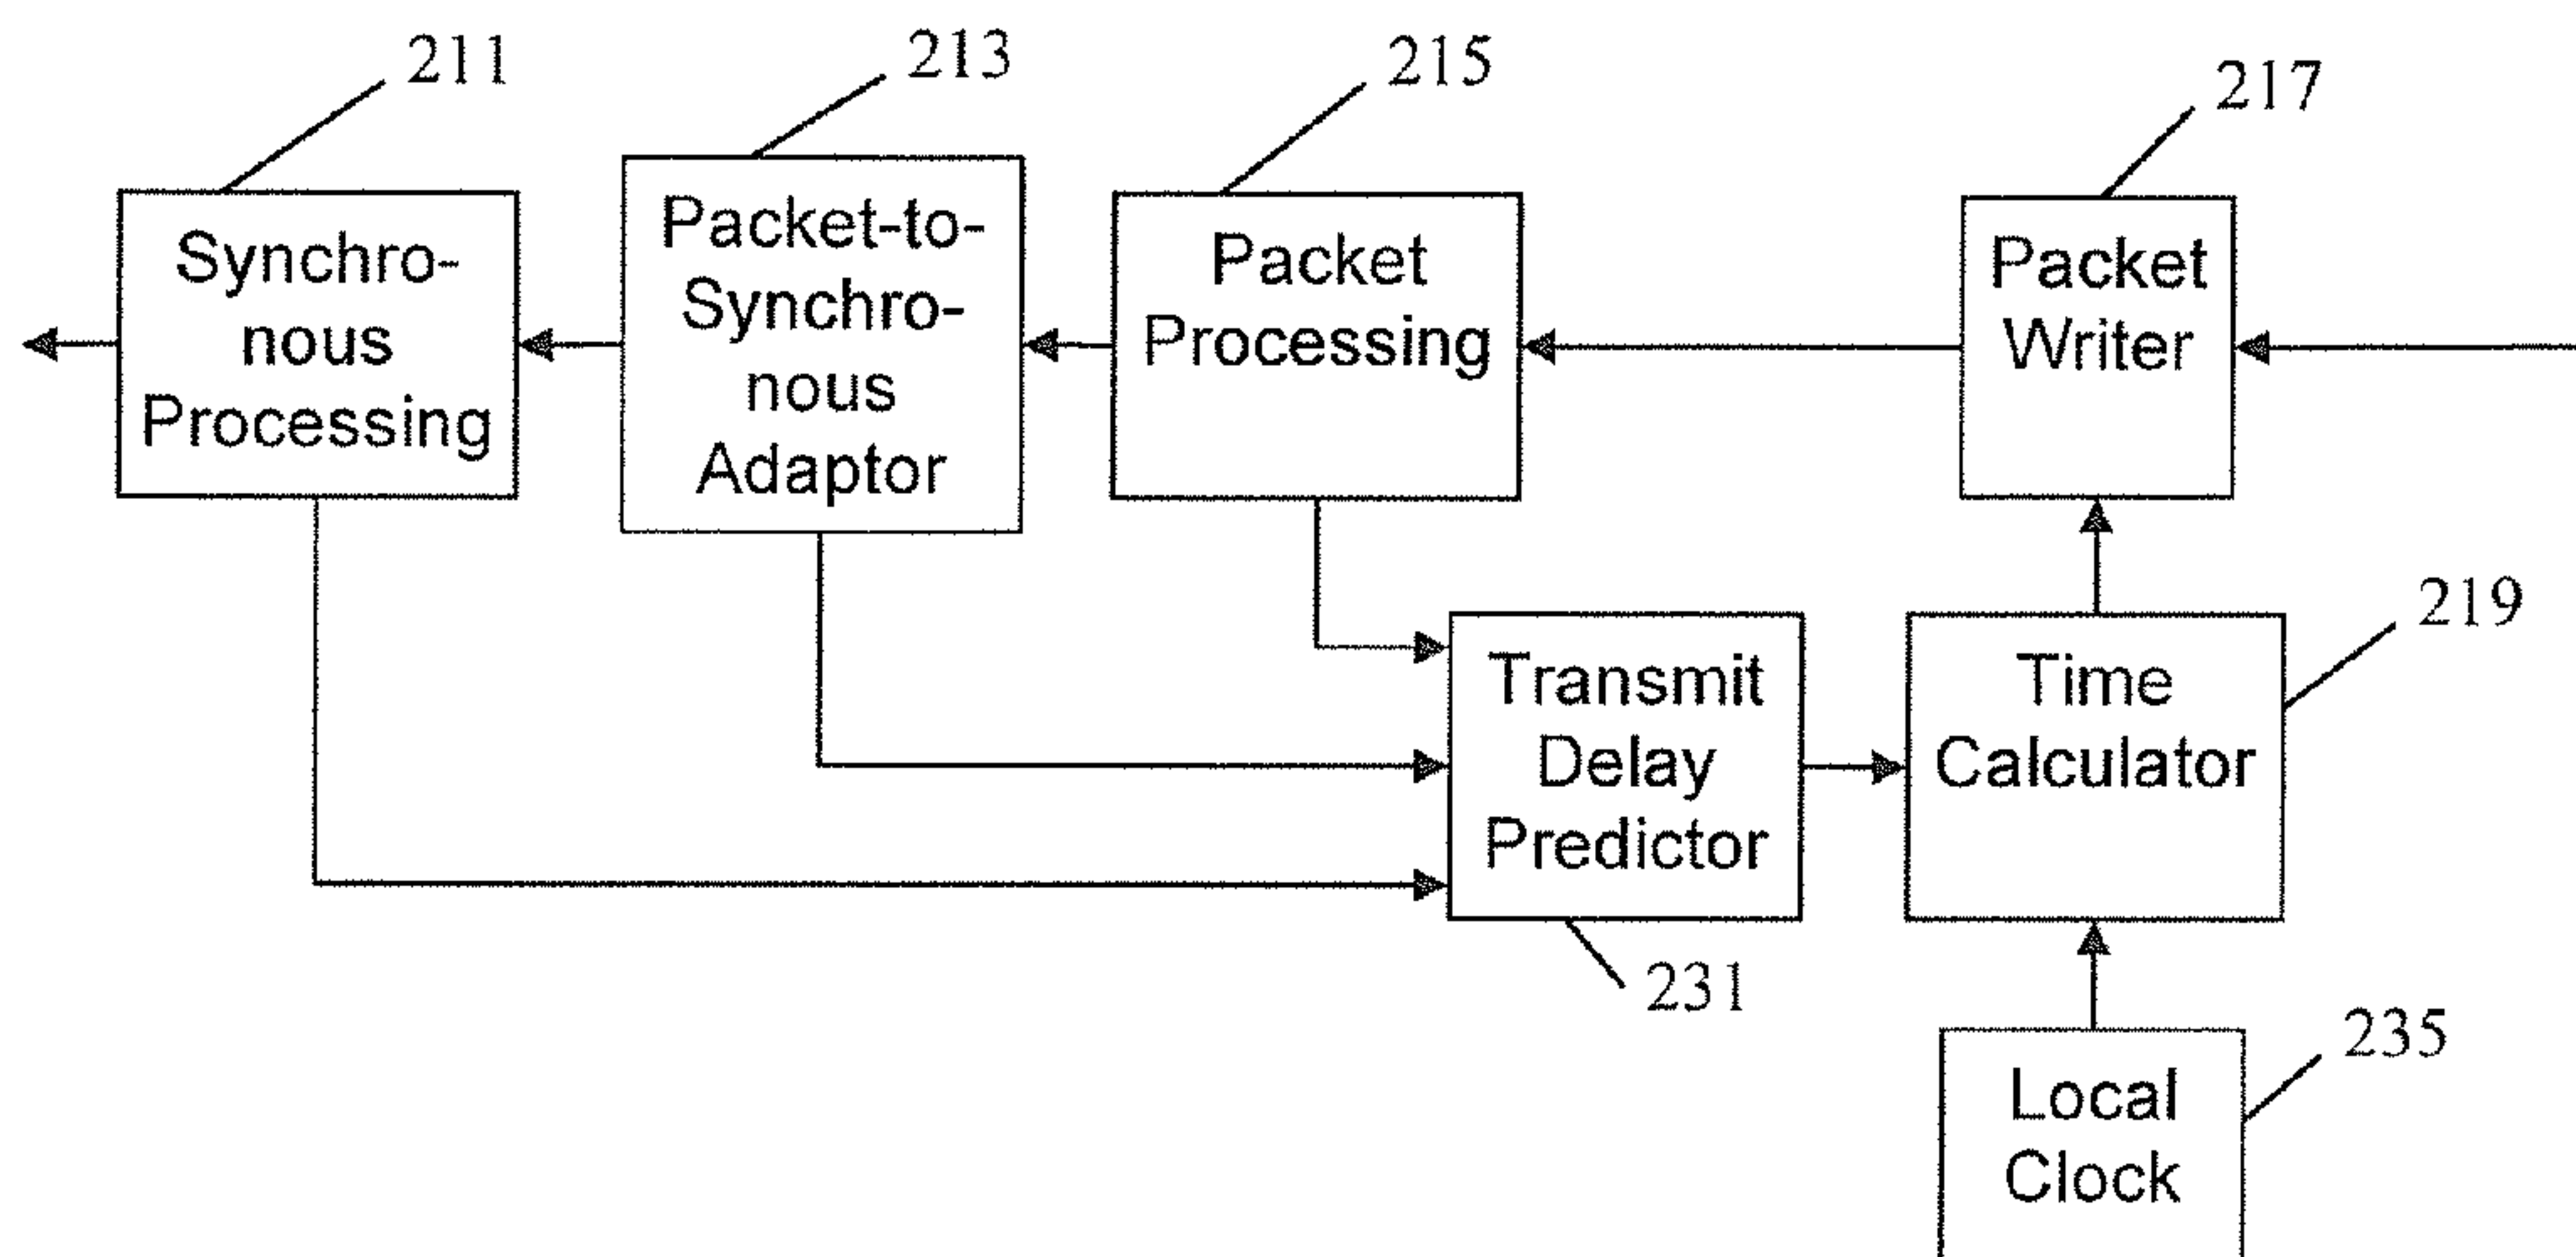 211
213
215
217
Synchro-
nous
Processing
Packet-to-
Synchro-
nous
Adaptor
Packet
Processing
Packet
Writer
219
Transmit
Delay
Predictor
Time
Calculator
231
235
Local
Clock